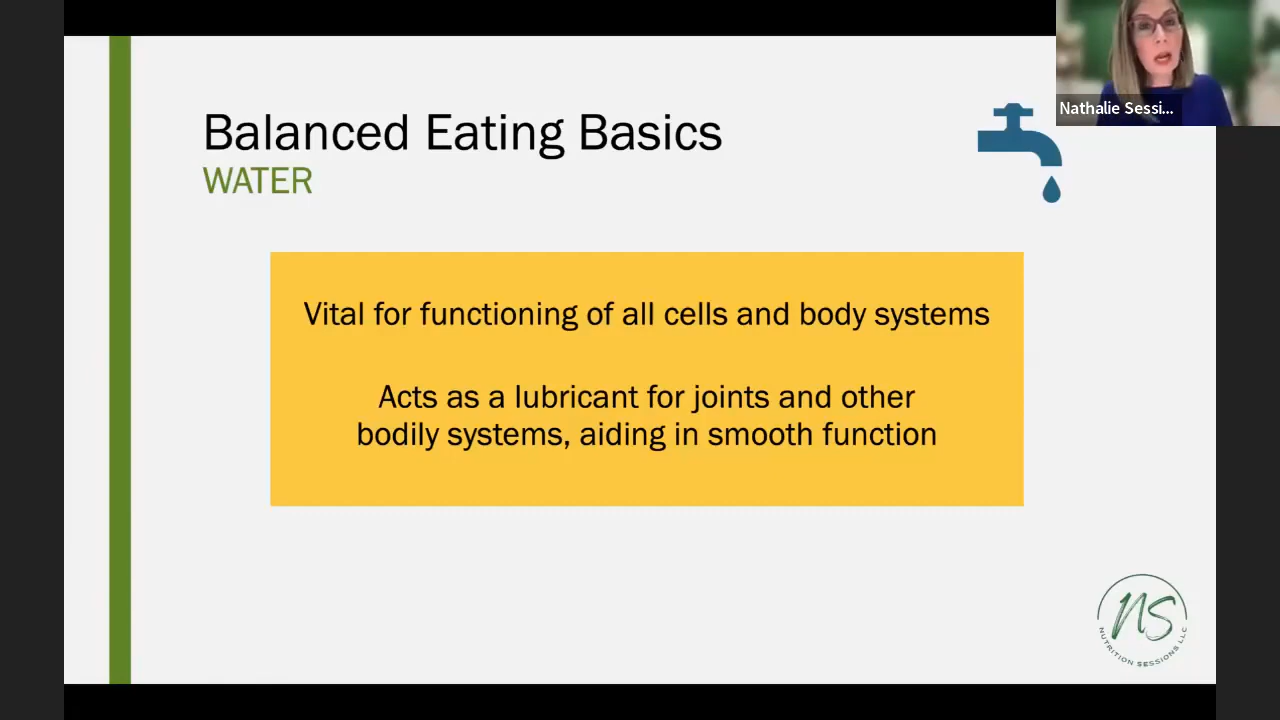 Balanced Eating Basics
WATER
Nathalie Sessi...
Vital for functioning of all cells and body systems
Acts as a lubricant for joints and other
bodily systems, aiding in smooth function
NS
NUTRITION SESSIONS LLC